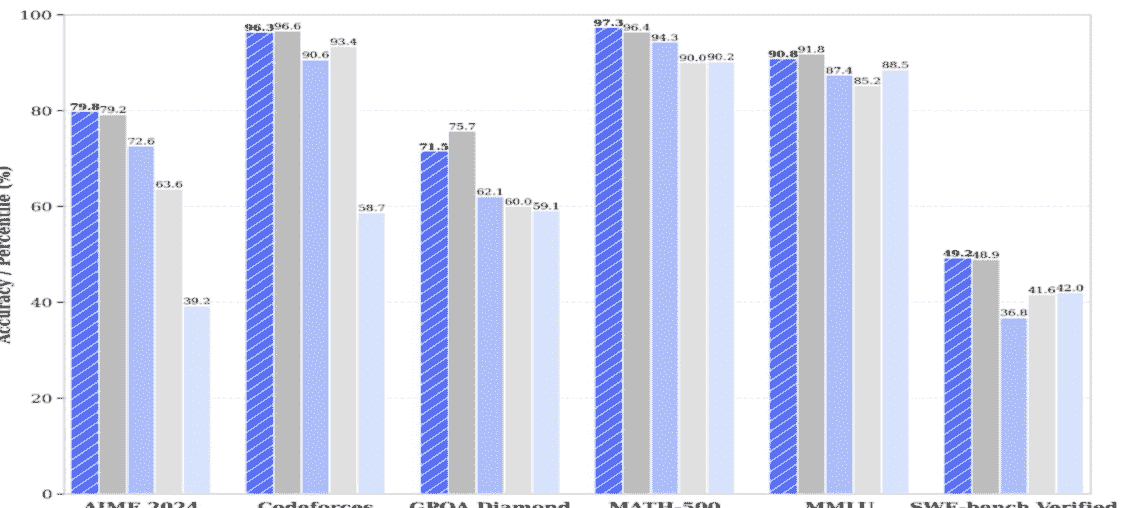 100
80
60
40
20
0
Accuracy / Percentile (%)
79.8 79.2 72.6 63.6 39.2
96.3 96.6 90.6 93.4 58.7
71.5 75.7 62.1 60.0 59.1
97.3 96.4 94.3 90.0 90.2
90.8 91.8 87.4 85.2 88.5
49.2 48.9 36.8 41.6 42.0
AIME 2024 Codeforces GPQA Diamond MATH-500 MMLU SWE-bench Verified